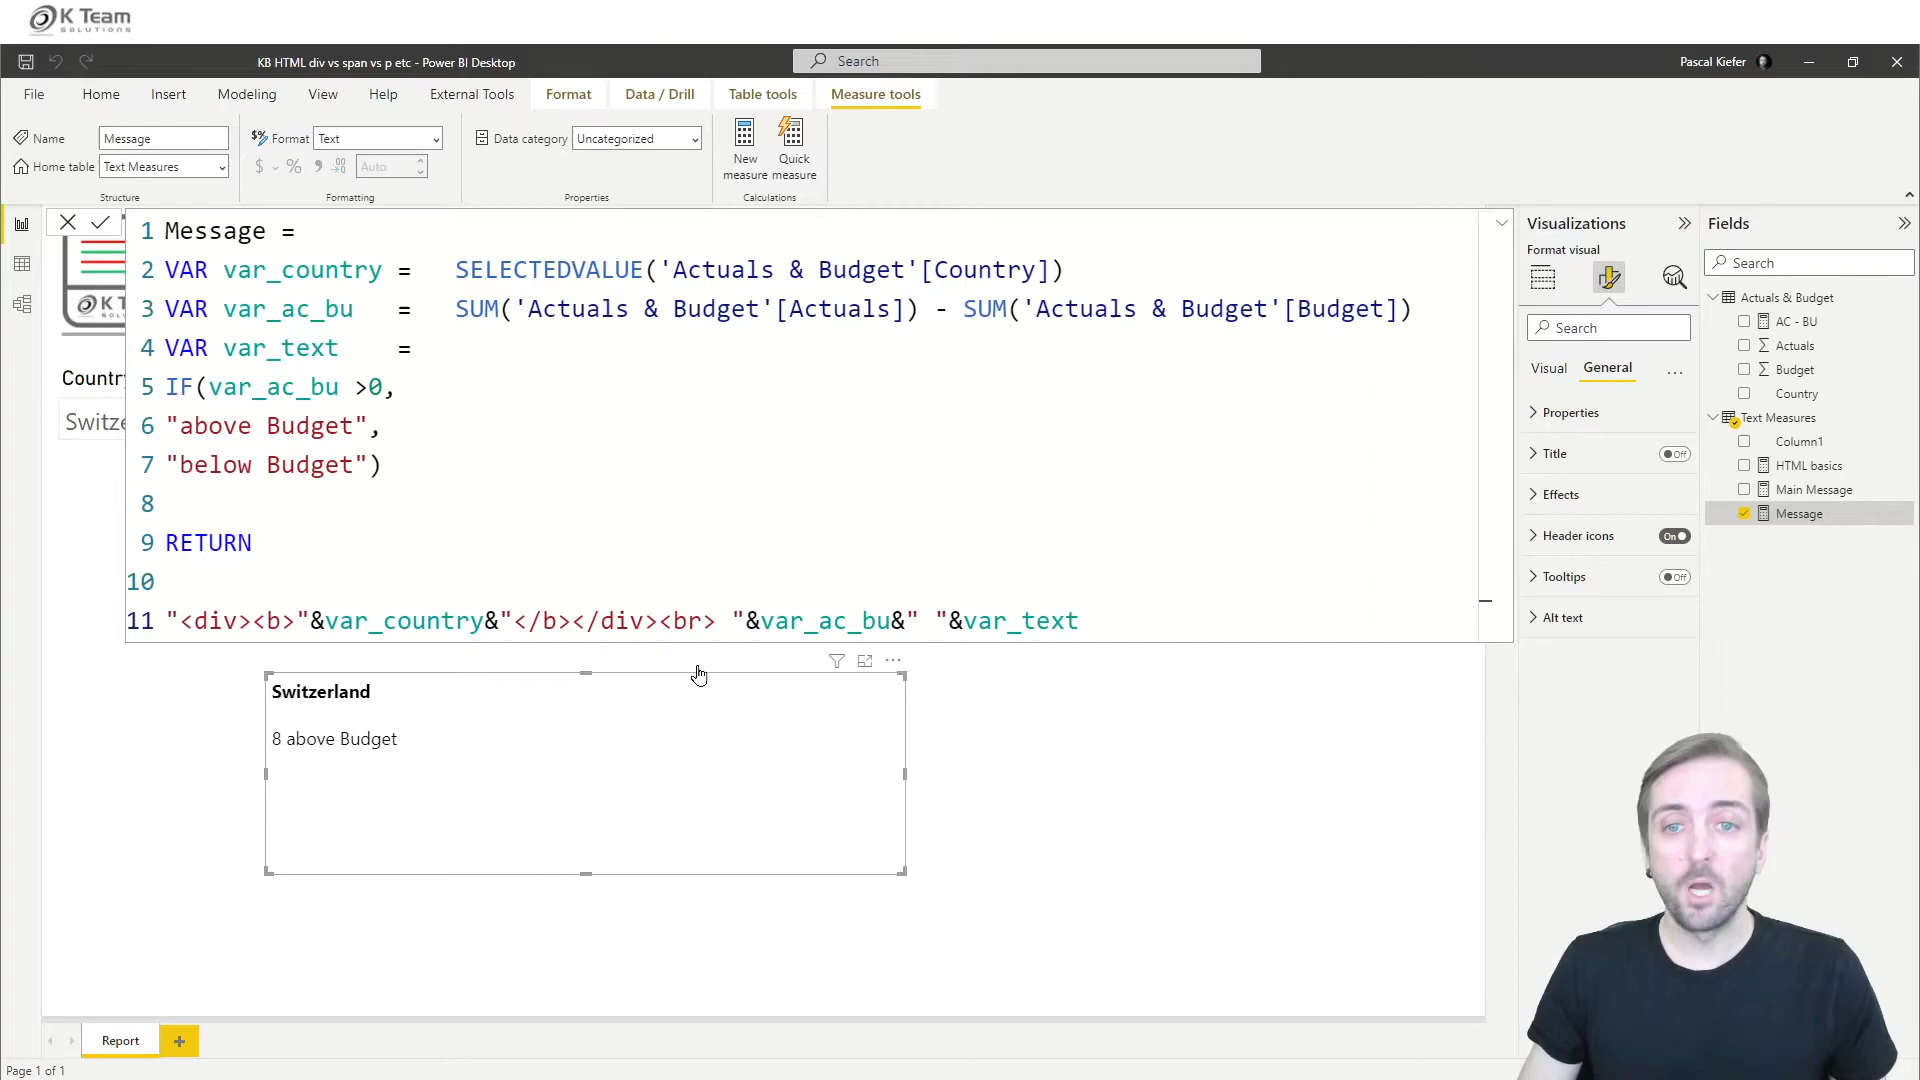 K Team
SOLUTIONS
KB HTML div vs span vs p etc - Power BI Desktop
Search
Pascal Kiefer
File
Home
Insert
Modeling
View
Help
External Tools
Format
Data / Drill
Table tools
Measure tools
Name
Message
Format
Text
Data category
Uncategorized
Home table
Text Measures
$
%
Auto
New
measure
Quick
measure
Structure
Formatting
Properties
Calculations
1 Message =
2 VAR var_country = SELECTEDVALUE('Actuals & Budget'[Country])
3 VAR var_ac_bu = SUM('Actuals & Budget'[Actuals]) - SUM('Actuals & Budget'[Budget])
4 VAR var_text =
5 IF(var_ac_bu >0,
6 "above Budget",
7 "below Budget")
8
9 RETURN
10
11 "<div><b>"&var_country&"</b></div><br> "&var_ac_bu&" "&var_text
Switzerland
8 above Budget
Visualizations
Format visual
Search
Visual
General
...
Properties
Title
Off
Effects
Header icons
On
Tooltips
Off
Alt text
Fields
Search
Actuals & Budget
AC - BU
Actuals
Budget
Country
Text Measures
Column1
HTML basics
Main Message
Message
Report
+
Page 1 of 1